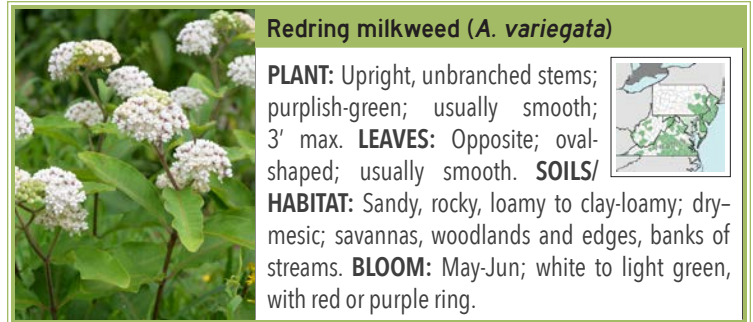 Redring milkweed (A. variegata)
PLANT: Upright, unbranched stems;
purplish-green; usually smooth;
3' max. LEAVES: Opposite; oval-
shaped; usually smooth. SOILS/
HABITAT: Sandy, rocky, loamy to clay-loamy; dry–
mesic; savannas, woodlands and edges, banks of
streams. BLOOM: May-Jun; white to light green,
with red or purple ring.